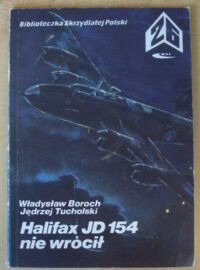 Biblioteczka Skrzydlatej Polski
26
Władysław Boroch
Jędrzej Tucholski
Halifax JD 154
nie wrócił